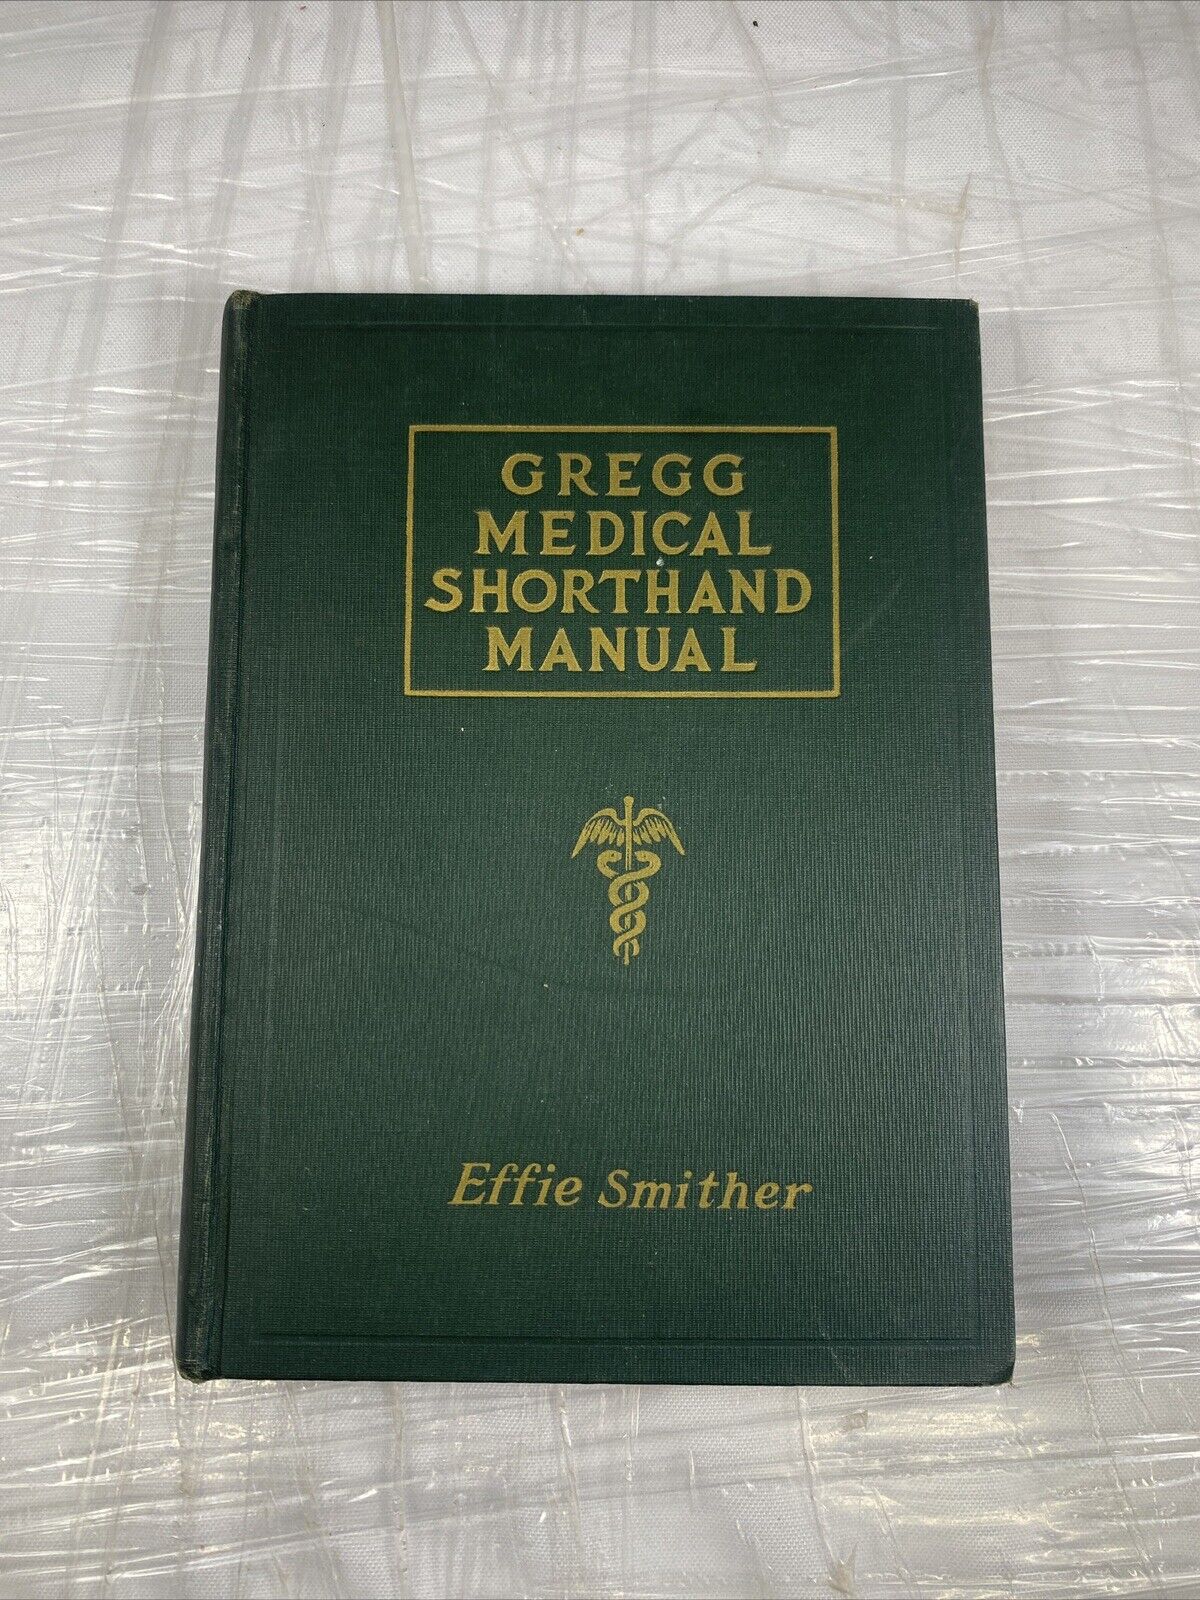 GREGG
MEDICAL
SHORTHAND
MANUAL
Effie Smither